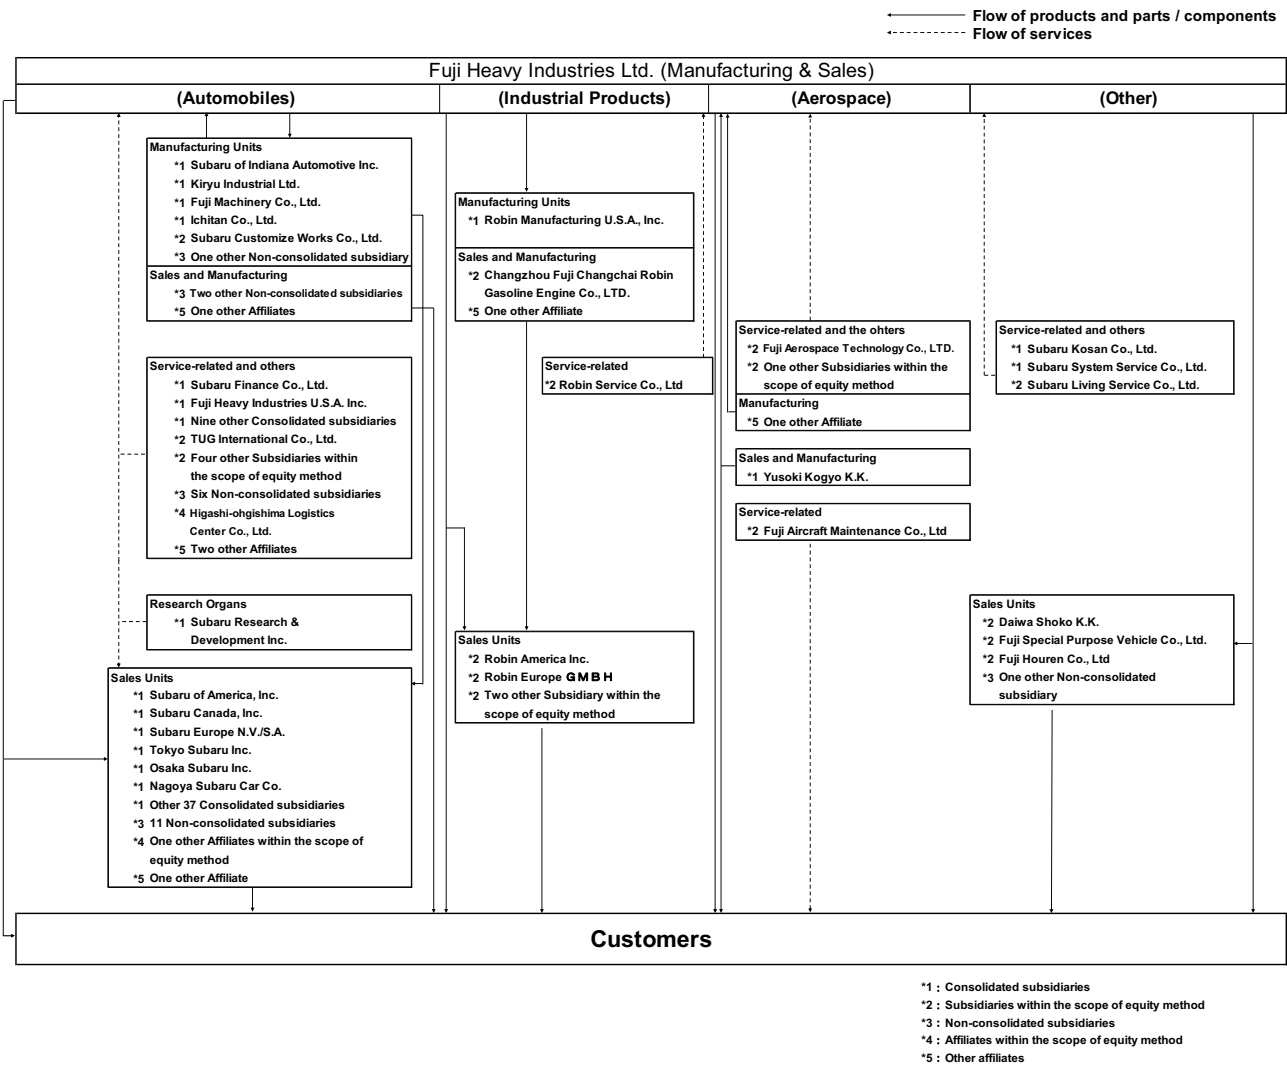 Flow of products and parts / components
Flow of services
Fuji Heavy Industries Ltd. (Manufacturing & Sales)
(Automobiles)
(Industrial Products)
(Aerospace)
(Other)
Manufacturing Units
*1 Subaru of Indiana Automotive Inc.
*1 Kiryu Industrial Ltd.
*1 Fuji Machinery Co., Ltd.
*1 Ichitan Co., Ltd.
*2 Subaru Customize Works Co., Ltd.
*3 One other Non-consolidated subsidiary
Sales and Manufacturing
*3 Two other Non-consolidated subsidiaries
*5 One other Affiliates
Service-related and others
*1 Subaru Finance Co., Ltd.
*1 Fuji Heavy Industries U.S.A. Inc.
*1 Nine other Consolidated subsidiaries
*2 TUG International Co., Ltd.
*2 Four other Subsidiaries within
the scope of equity method
*3 Six Non-consolidated subsidiaries
*4 Higashi-ohgishima Logistics
Center Co., Ltd.
*5 Two other Affiliates
Research Organs
*1 Subaru Research &
Development Inc.
Sales Units
*1 Subaru of America, Inc.
*1 Subaru Canada, Inc.
*1 Subaru Europe N.V./S.A.
*1 Tokyo Subaru Inc.
*1 Osaka Subaru Inc.
*1 Nagoya Subaru Car Co.
*1 Other 37 Consolidated subsidiaries
*3 11 Non-consolidated subsidiaries
*4 One other Affiliates within the scope of
equity method
*5 One other Affiliate
Manufacturing Units
*1 Robin Manufacturing U.S.A., Inc.
Sales and Manufacturing
*2 Changzhou Fuji Changchai Robin
Gasoline Engine Co., LTD.
*5 One other Affiliate
Service-related
*2 Robin Service Co., Ltd
Sales Units
*2 Robin America Inc.
*2 Robin Europe ＧＭＢＨ
*2 Two other Subsidiary within the
scope of equity method
Service-related and the ohters
*2 Fuji Aerospace Technology Co., LTD.
*2 One other Subsidiaries within the
scope of equity method
Manufacturing
*5 One other Affiliate
Sales and Manufacturing
*1 Yusoki Kogyo K.K.
Service-related
*2 Fuji Aircraft Maintenance Co., Ltd
Service-related and others
*1 Subaru Kosan Co., Ltd.
*1 Subaru System Service Co., Ltd.
*2 Subaru Living Service Co., Ltd.
Sales Units
*2 Daiwa Shoko K.K.
*2 Fuji Special Purpose Vehicle Co., Ltd.
*2 Fuji Houren Co., Ltd
*3 One other Non-consolidated
subsidiary
Customers
*1 : Consolidated subsidiaries
*2 : Subsidiaries within the scope of equity method
*3 : Non-consolidated subsidiaries
*4 : Affiliates within the scope of equity method
*5 : Other affiliates